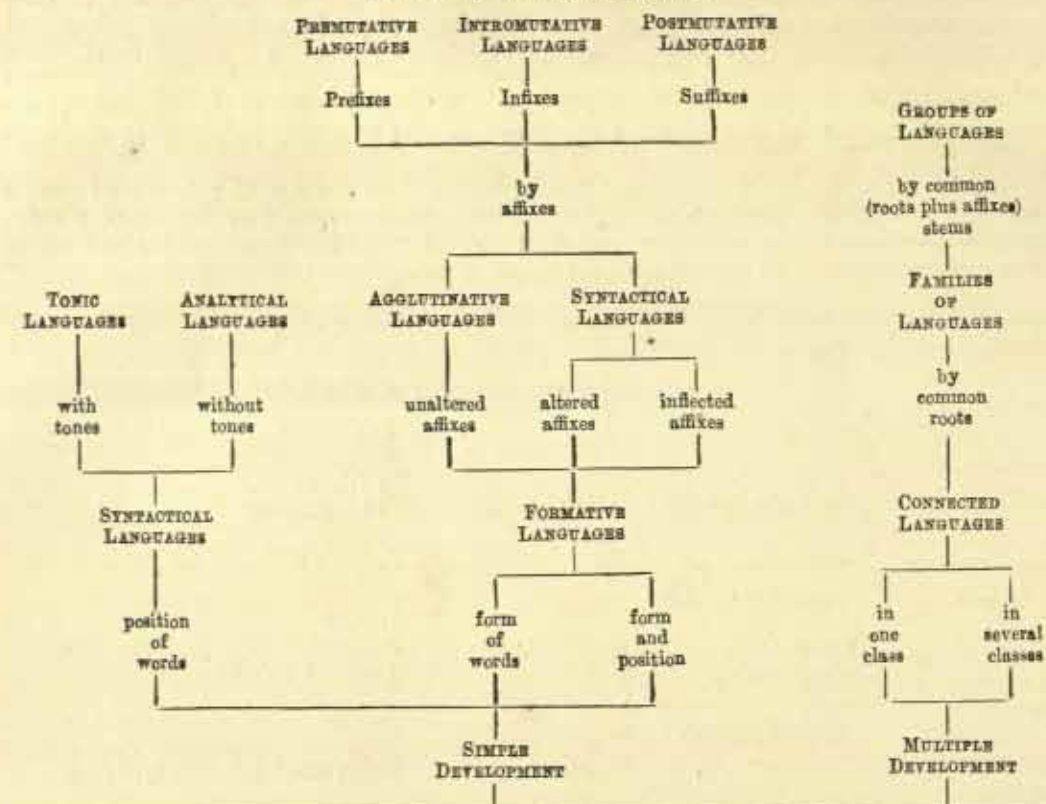 PREMUTATIVE
LANGUAGES
INTROMUTATIVE
LANGUAGES
POSTMUTATIVE
LANGUAGES
Prefixes
Infixes
Suffixes
GROUPS OF
LANGUAGES
by
affixes
by common
(roots plus affixes)
stems
TONIC
LANGUAGES
ANALYTICAL
LANGUAGES
AGGLUTINATIVE
LANGUAGES
SYNTACTICAL
LANGUAGES
FAMILIES
OF
LANGUAGES
with
tones
without
tones
unaltered
affixes
altered
affixes
inflected
affixes
by
common
roots
SYNTACTICAL
LANGUAGES
FORMATIVE
LANGUAGES
CONNECTED
LANGUAGES
position
of
words
form
of
words
form
and
position
in
one
class
in
several
classes
SIMPLE
DEVELOPMENT
MULTIPLE
DEVELOPMENT